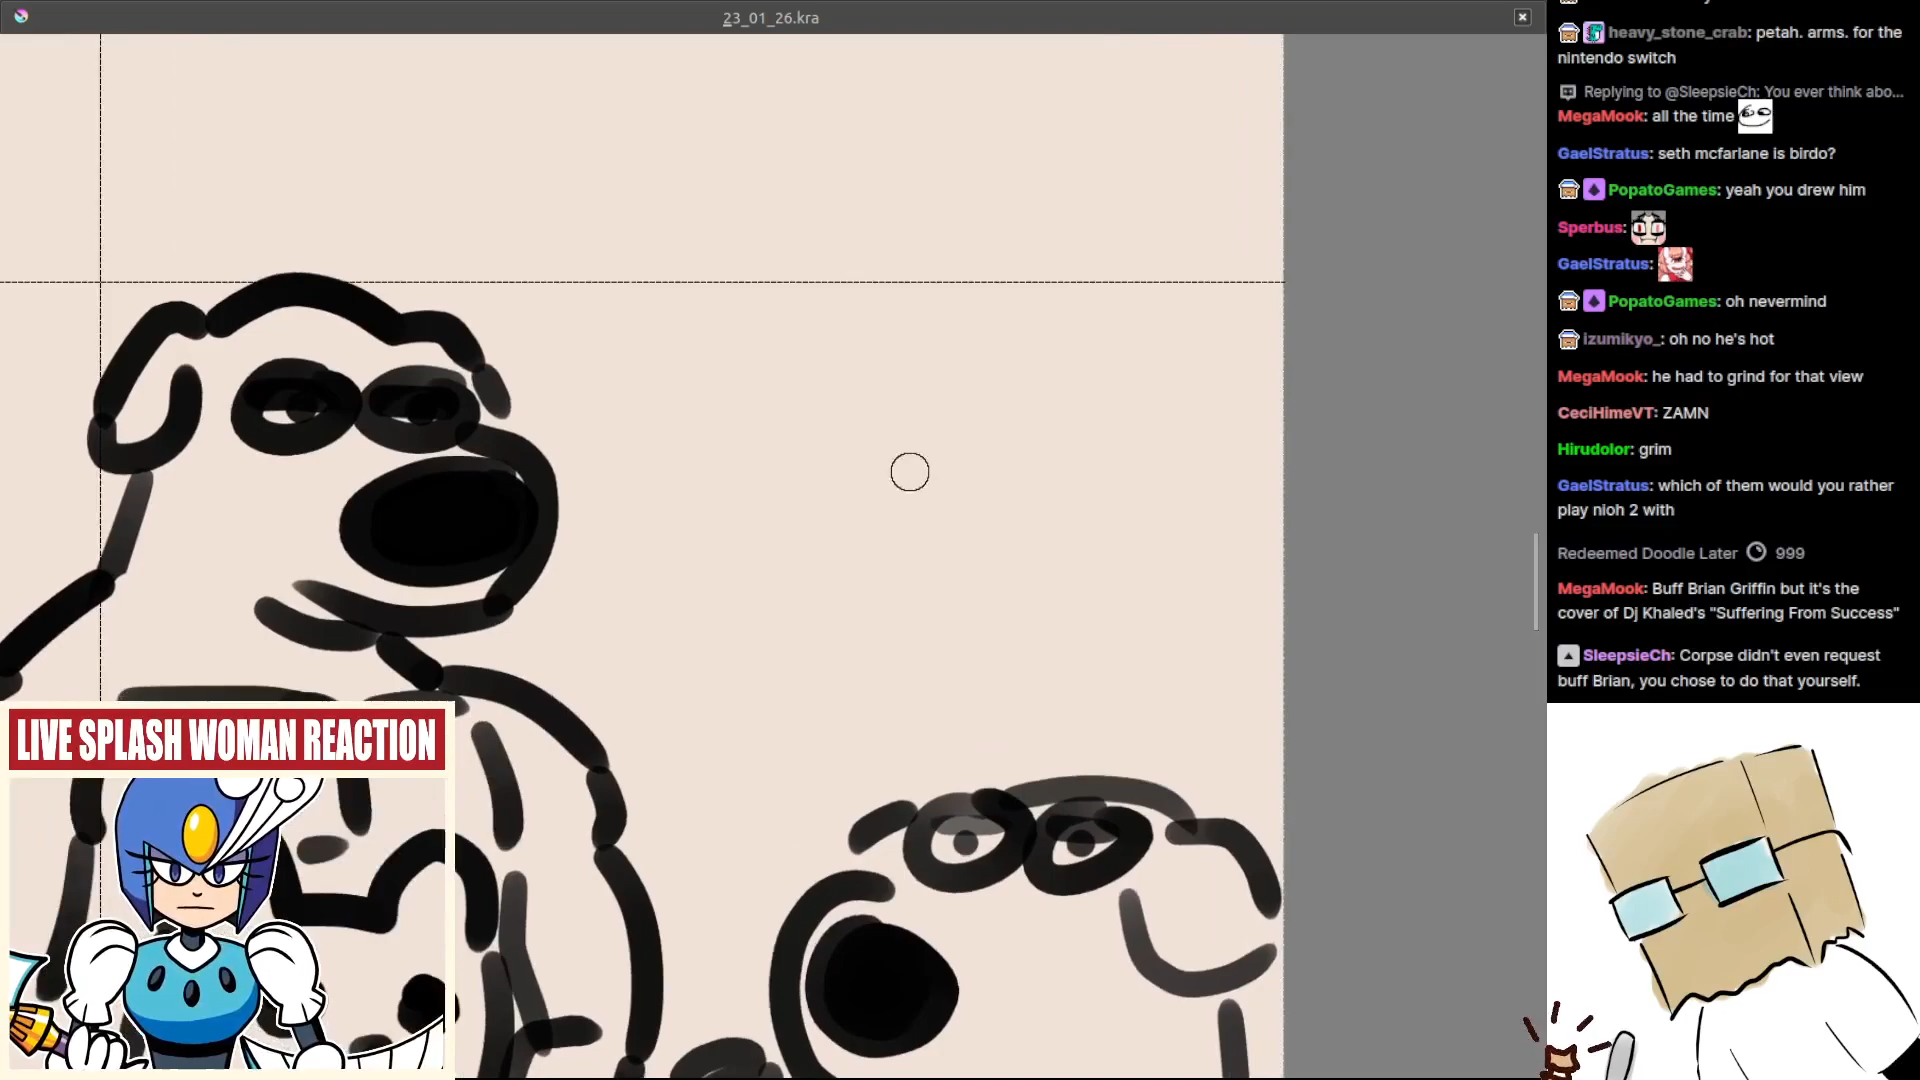 23_01_26.kra
heavy_stone_crab: petah. arms. for the
nintendo switch
Replying to @SleepsieCh: You ever think abo...
MegaMook: all the time
GaelStratus: seth mcfarlane is birdo?
PopatoGames: yeah you drew him
Sperbus:
GaelStratus:
PopatoGames: oh nevermind
izumikyo_: oh no he's hot
MegaMook: he had to grind for that view
CeciHimeVT: ZAMN
Hirudolor: grim
GaelStratus: which of them would you rather
play nioh 2 with
Redeemed Doodle Later 999
MegaMook: Buff Brian Griffin but it's the
cover of Dj Khaled's "Suffering From Success"
SleepsieCh: Corpse didn't even request
buff Brian, you chose to do that yourself.
LIVE SPLASH WOMAN REACTION